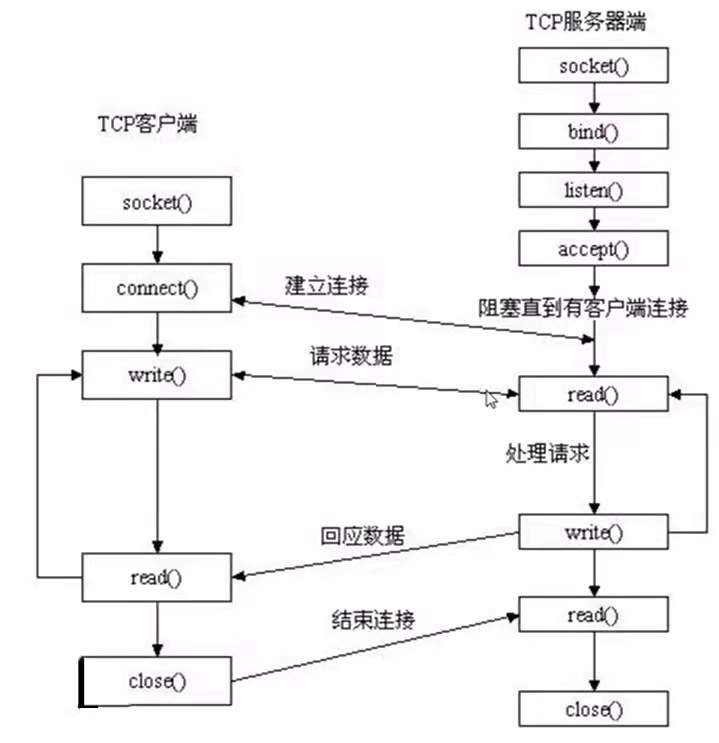 TCP服务器端
socket()
bind()
listen()
accept()
阻塞直到有客户端连接
read()
处理请求
write()
read()
close()
TCP客户端
socket()
connect()
write()
read()
close()
建立连接
请求数据
回应数据
结束连接